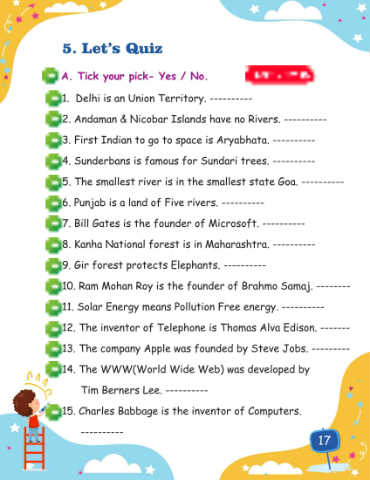 5. Let's Quiz
A. Tick your pick- Yes / No.
1. Delhi is an Union Territory. ----------
2. Andaman & Nicobar Islands have no Rivers. ----------
3. First Indian to go to space is Aryabhata. ----------
4. Sunderbans is famous for Sundari trees. ----------
5. The smallest river is in the smallest state Goa. ----------
6. Punjab is a land of Five rivers. ----------
7. Bill Gates is the founder of Microsoft. ----------
8. Kanha National forest is in Maharashtra. ----------
9. Gir forest protects Elephants. ----------
10. Ram Mohan Roy is the founder of Brahmo Samaj. --------
11. Solar Energy means Pollution Free energy. ----------
12. The inventor of Telephone is Thomas Alva Edison. -------
13. The company Apple was founded by Steve Jobs. ---------
14. The WWW(World Wide Web) was developed by
Tim Berners Lee. ----------
15. Charles Babbage is the inventor of Computers.
----------
17